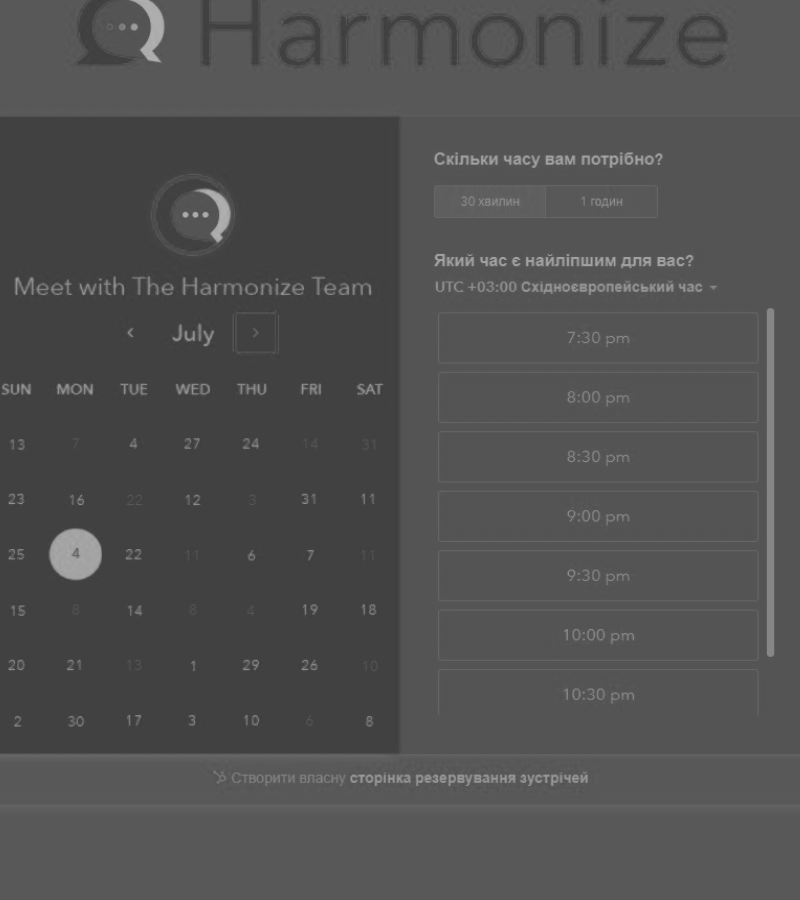 Harmonize
Meet with The Harmonize Team
July
SUN MON TUE WED THU FRI SAT
13 7 4 27 24 14 31
23 16 22 12 3 31 11
25 4 22 11 6 7 11
15 8 14 8 4 19 18
20 21 13 1 29 26 10
2 30 17 3 10 6 8
Скільки часу вам потрібно?
30 хвилин 1 годин
Який час є найліпшим для вас?
UTC +03:00 Східноєвропейський час
7:30 pm
8:00 pm
8:30 pm
9:00 pm
9:30 pm
10:00 pm
10:30 pm
Створити власну сторінка резервування зустрічей